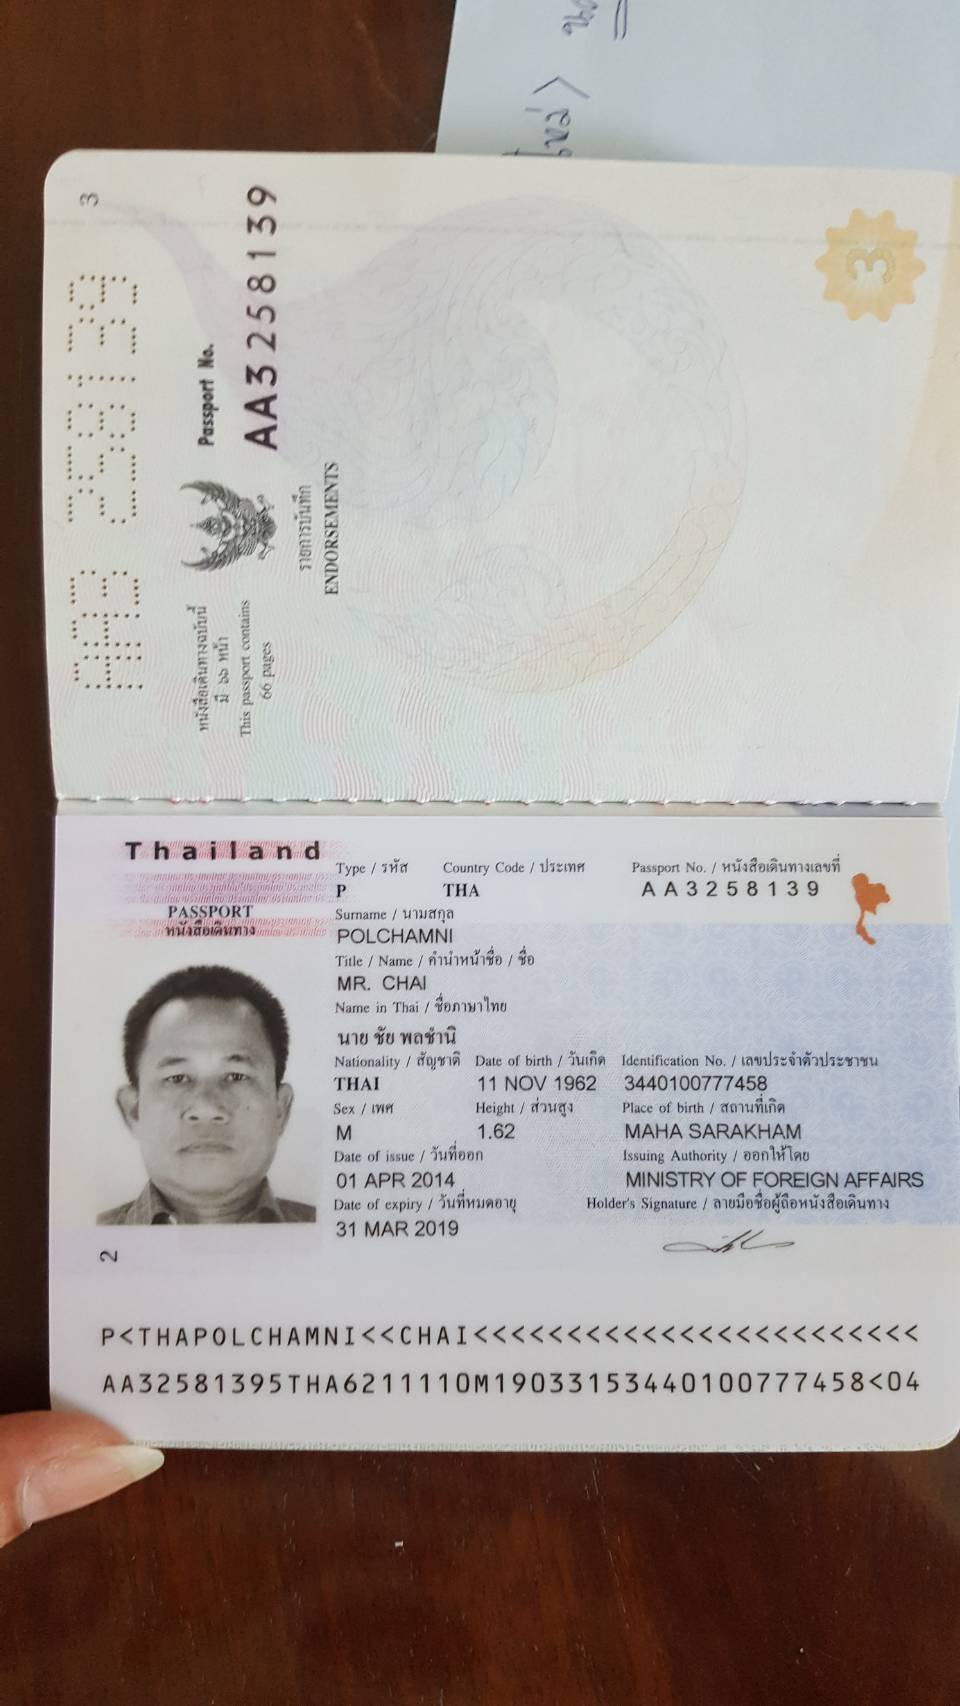 ใหล่>
3
AA3258139
Passport No.
AA3258139
หนังสือเดินทางฉบับนี้
มี ๖๖ หน้า
This passport contains
66 pages
รายการบันทึก
ENDORSEMENTS
3
Thailand
PASSPORT
หนังสือเดินทาง
Type / รหัส Country Code / ประเทศ Passport No. / หนังสือเดินทางเลขที่
P THA AA3258139
Surname / นามสกุล
POLCHAMNI
Title / Name / คำนำหน้าชื่อ / ชื่อ
MR. CHAI
Name in Thai / ชื่อภาษาไทย
นาย ชัย พลชำนิ
Nationality / สัญชาติ Date of birth / วันเกิด Identification No. / เลขประจำตัวประชาชน
THAI 11 NOV 1962 3440100777458
Sex / เพศ Height / ส่วนสูง Place of birth / สถานที่เกิด
M 1.62 MAHA SARAKHAM
Date of issue / วันที่ออก Issuing Authority / ออกให้โดย
01 APR 2014 MINISTRY OF FOREIGN AFFAIRS
Date of expiry / วันที่หมดอายุ Holder's Signature / ลายมือชื่อผู้ถือหนังสือเดินทาง
31 MAR 2019
2
P<THAPOLCHAMNI<<CHAI<<<<<<<<<<<<<<<<<<<<<<<<
AA32581395THA6211110M19033153440100777458<04